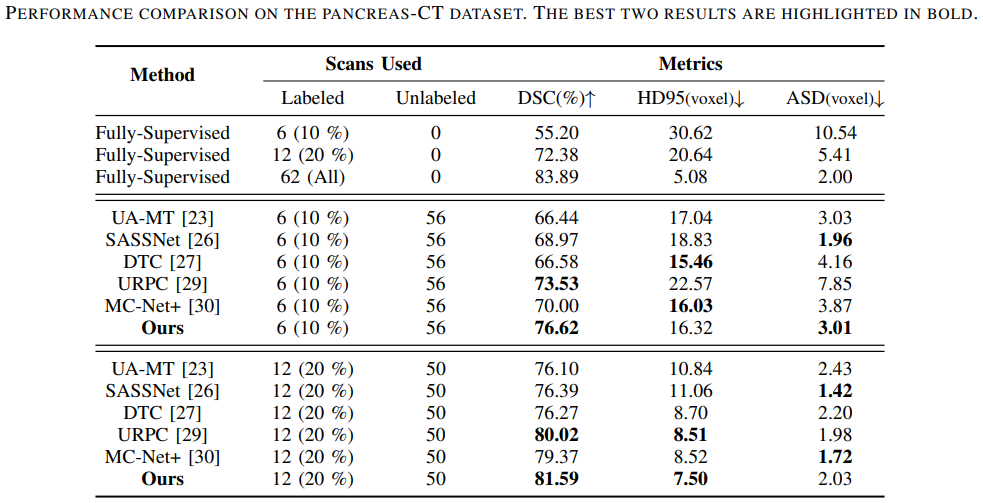 PERFORMANCE COMPARISON ON THE PANCREAS-CT DATASET. THE BEST TWO RESULTS ARE HIGHLIGHTED IN BOLD.
Method Scans Used Metrics
Labeled Unlabeled DSC(%)↑ HD95(voxel)↓ ASD(voxel)↓
Fully-Supervised 6 (10 %) 0 55.20 30.62 10.54
Fully-Supervised 12 (20 %) 0 72.38 20.64 5.41
Fully-Supervised 62 (All) 0 83.89 5.08 2.00
UA-MT [23] 6 (10 %) 56 66.44 17.04 3.03
SASSNet [26] 6 (10 %) 56 68.97 18.83 1.96
DTC [27] 6 (10 %) 56 66.58 15.46 4.16
URPC [29] 6 (10 %) 56 73.53 22.57 7.85
MC-Net+ [30] 6 (10 %) 56 70.00 16.03 3.87
Ours 6 (10 %) 56 76.62 16.32 3.01
UA-MT [23] 12 (20 %) 50 76.10 10.84 2.43
SASSNet [26] 12 (20 %) 50 76.39 11.06 1.42
DTC [27] 12 (20 %) 50 76.27 8.70 2.20
URPC [29] 12 (20 %) 50 80.02 8.51 1.98
MC-Net+ [30] 12 (20 %) 50 79.37 8.52 1.72
Ours 12 (20 %) 50 81.59 7.50 2.03